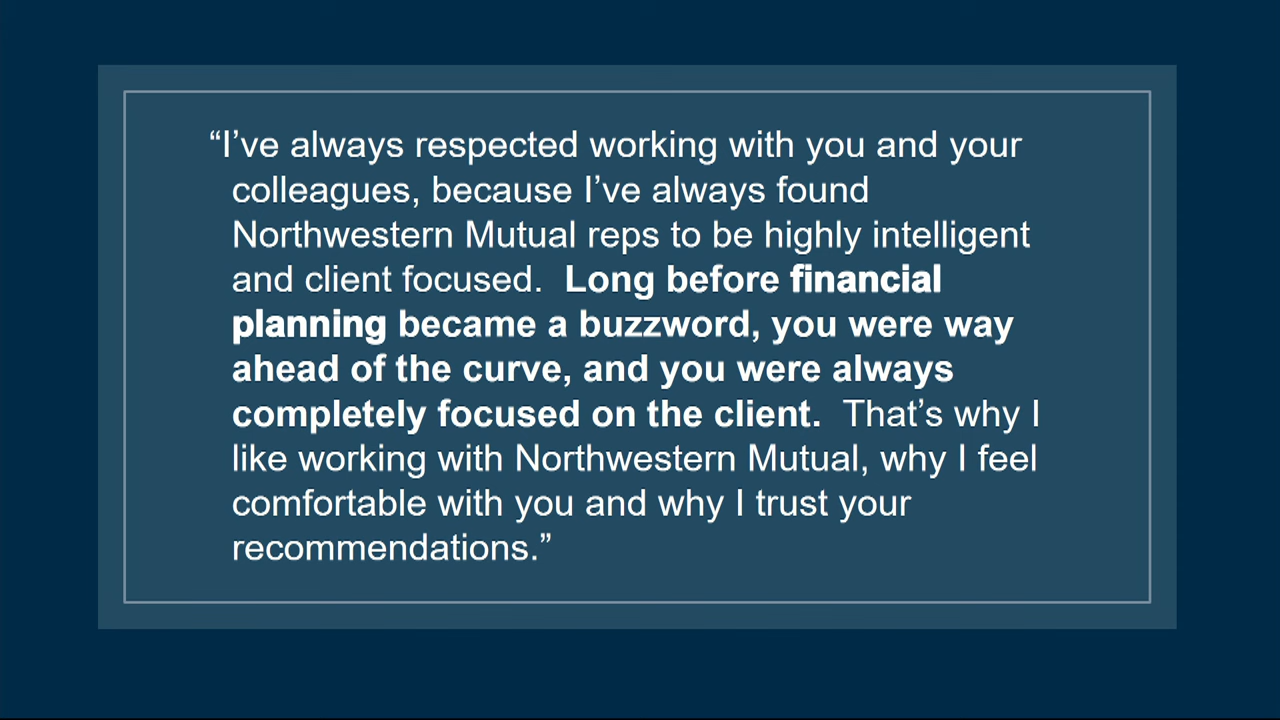 “I’ve always respected working with you and your
colleagues, because I’ve always found
Northwestern Mutual reps to be highly intelligent
and client focused.  Long before financial
planning became a buzzword, you were way
ahead of the curve, and you were always
completely focused on the client.  That’s why I
like working with Northwestern Mutual, why I feel
comfortable with you and why I trust your
recommendations.”